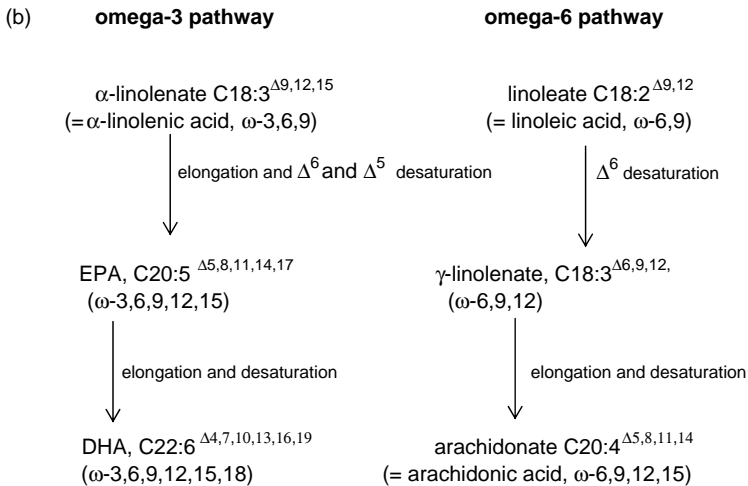 (b) omega-3 pathway omega-6 pathway
α-linolenate C18:3Δ9,12,15
(= α-linolenic acid, ω-3,6,9)
linoleate C18:2Δ9,12
(= linoleic acid, ω-6,9)
elongation and Δ6 and Δ5 desaturation
Δ6 desaturation
EPA, C20:5 Δ5,8,11,14,17
(ω-3,6,9,12,15)
γ-linolenate, C18:3Δ6,9,12,
(ω-6,9,12)
elongation and desaturation
elongation and desaturation
DHA, C22:6 Δ4,7,10,13,16,19
(ω-3,6,9,12,15,18)
arachidonate C20:4Δ5,8,11,14
(= arachidonic acid, ω-6,9,12,15)